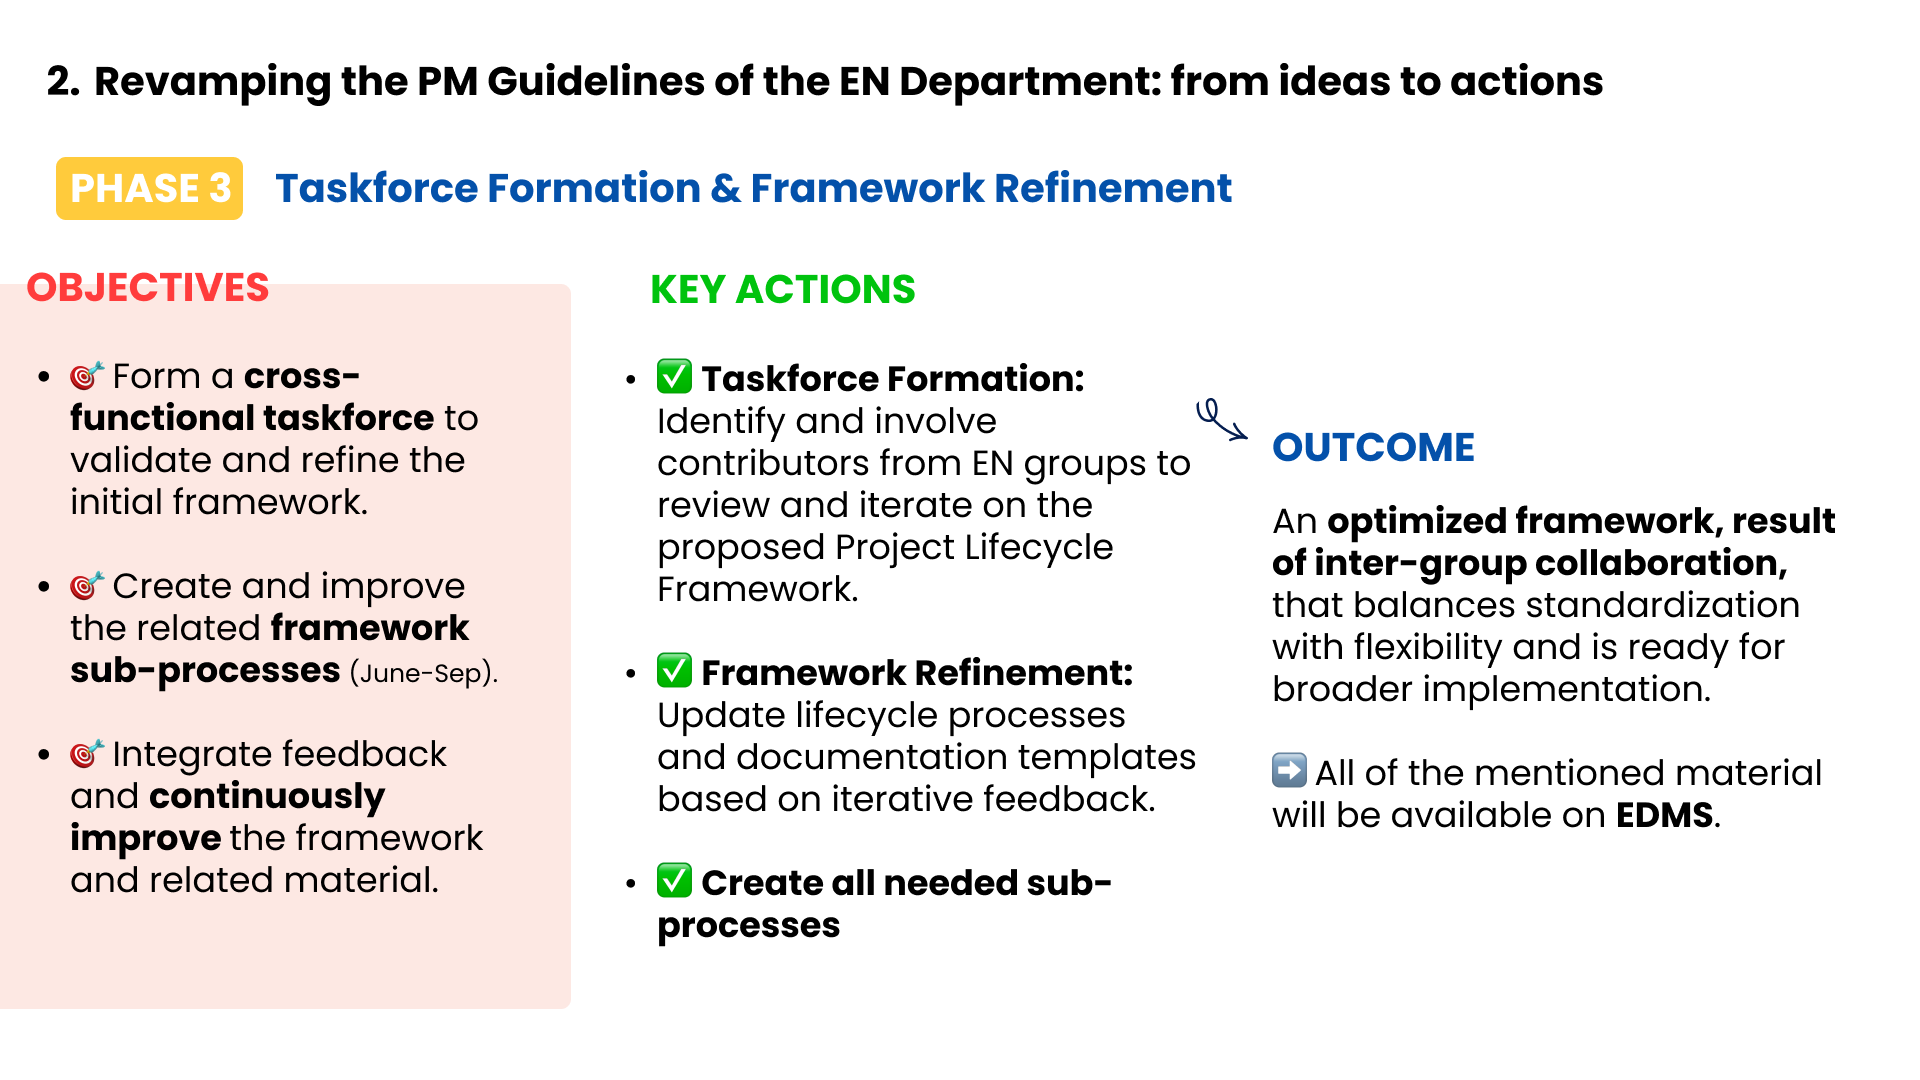 2. Revamping the PM Guidelines of the EN Department: from ideas to actions
PHASE 3 Taskforce Formation & Framework Refinement
OBJECTIVES
• 🎯 Form a cross-
functional taskforce to
validate and refine the
initial framework.
• 🎯 Create and improve
the related framework
sub-processes (June-Sep).
• 🎯 Integrate feedback
and continuously
improve the framework
and related material.
KEY ACTIONS
• ✅ Taskforce Formation:
Identify and involve
contributors from EN groups to
review and iterate on the
proposed Project Lifecycle
Framework.
• ✅ Framework Refinement:
Update lifecycle processes
and documentation templates
based on iterative feedback.
• ✅ Create all needed sub-
processes
OUTCOME
An optimized framework, result
of inter-group collaboration,
that balances standardization
with flexibility and is ready for
broader implementation.
➡️ All of the mentioned material
will be available on EDMS.